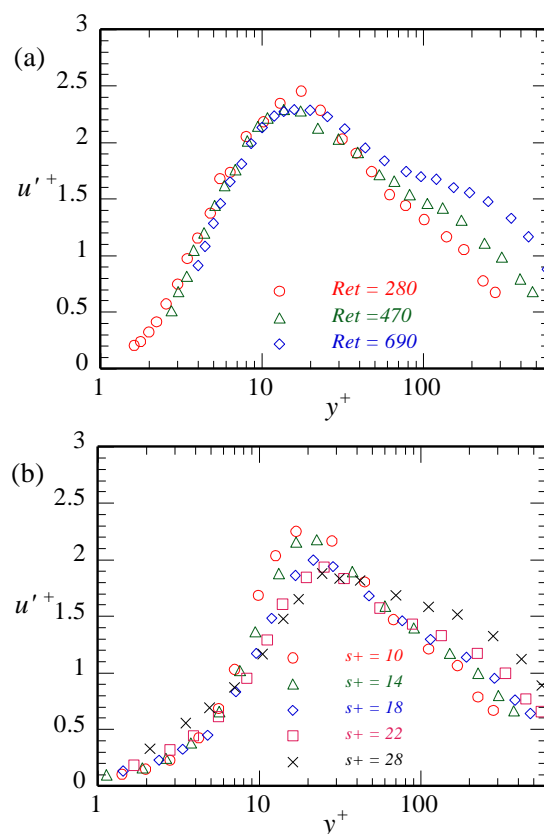 (a)
3
2.5
2
1.5
1
0.5
0
u'+
Ret = 280
Ret =470
Ret = 690
1 10 100
y+
(b)
3
2.5
2
1.5
1
0.5
0
u'+
s+ = 10
s+ = 14
s+ = 18
s+ = 22
s+ = 28
1 10 100
y+